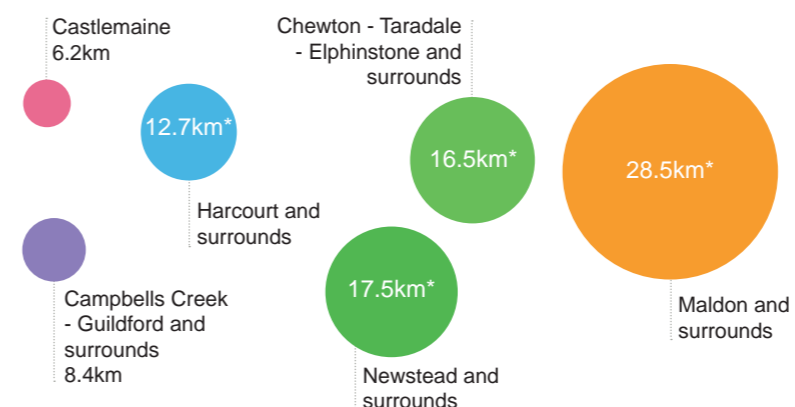 Castlemaine
6.2km
Chewton - Taradale
- Elphinstone and
surrounds
12.7km*
16.5km*
28.5km*
Harcourt and
surrounds
17.5km*
Campbells Creek
- Guildford and
surrounds
8.4km
Maldon and
surrounds
Newstead and
surrounds